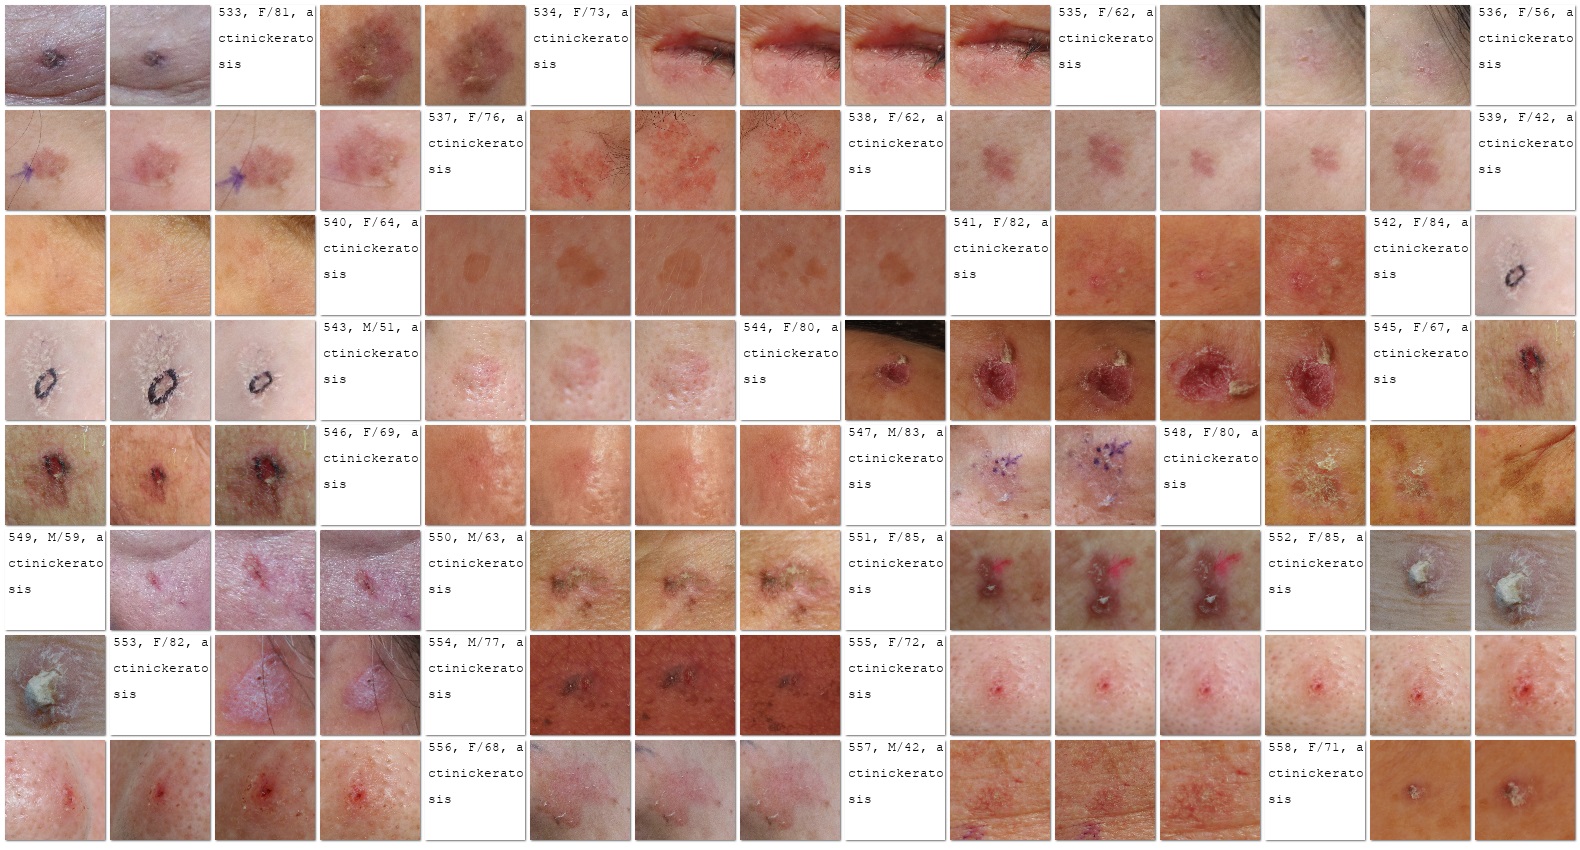 533, F/81, a
ctinickerato
sis
534, F/73, a
ctinickerato
sis
535, F/62, a
ctinickerato
sis
536, F/56, a
ctinickerato
sis
537, F/76, a
ctinickerato
sis
538, F/62, a
ctinickerato
sis
539, F/42, a
ctinickerato
sis
540, F/64, a
ctinickerato
sis
541, F/82, a
ctinickerato
sis
542, F/84, a
ctinickerato
sis
543, M/51, a
ctinickerato
sis
544, F/80, a
ctinickerato
sis
545, F/67, a
ctinickerato
sis
546, F/69, a
ctinickerato
sis
547, M/83, a
ctinickerato
sis
548, F/80, a
ctinickerato
sis
549, M/59, a
ctinickerato
sis
550, M/63, a
ctinickerato
sis
551, F/85, a
ctinickerato
sis
552, F/85, a
ctinickerato
sis
553, F/82, a
ctinickerato
sis
554, M/77, a
ctinickerato
sis
555, F/72, a
ctinickerato
sis
556, F/68, a
ctinickerato
sis
557, M/42, a
ctinickerato
sis
558, F/71, a
ctinickerato
sis